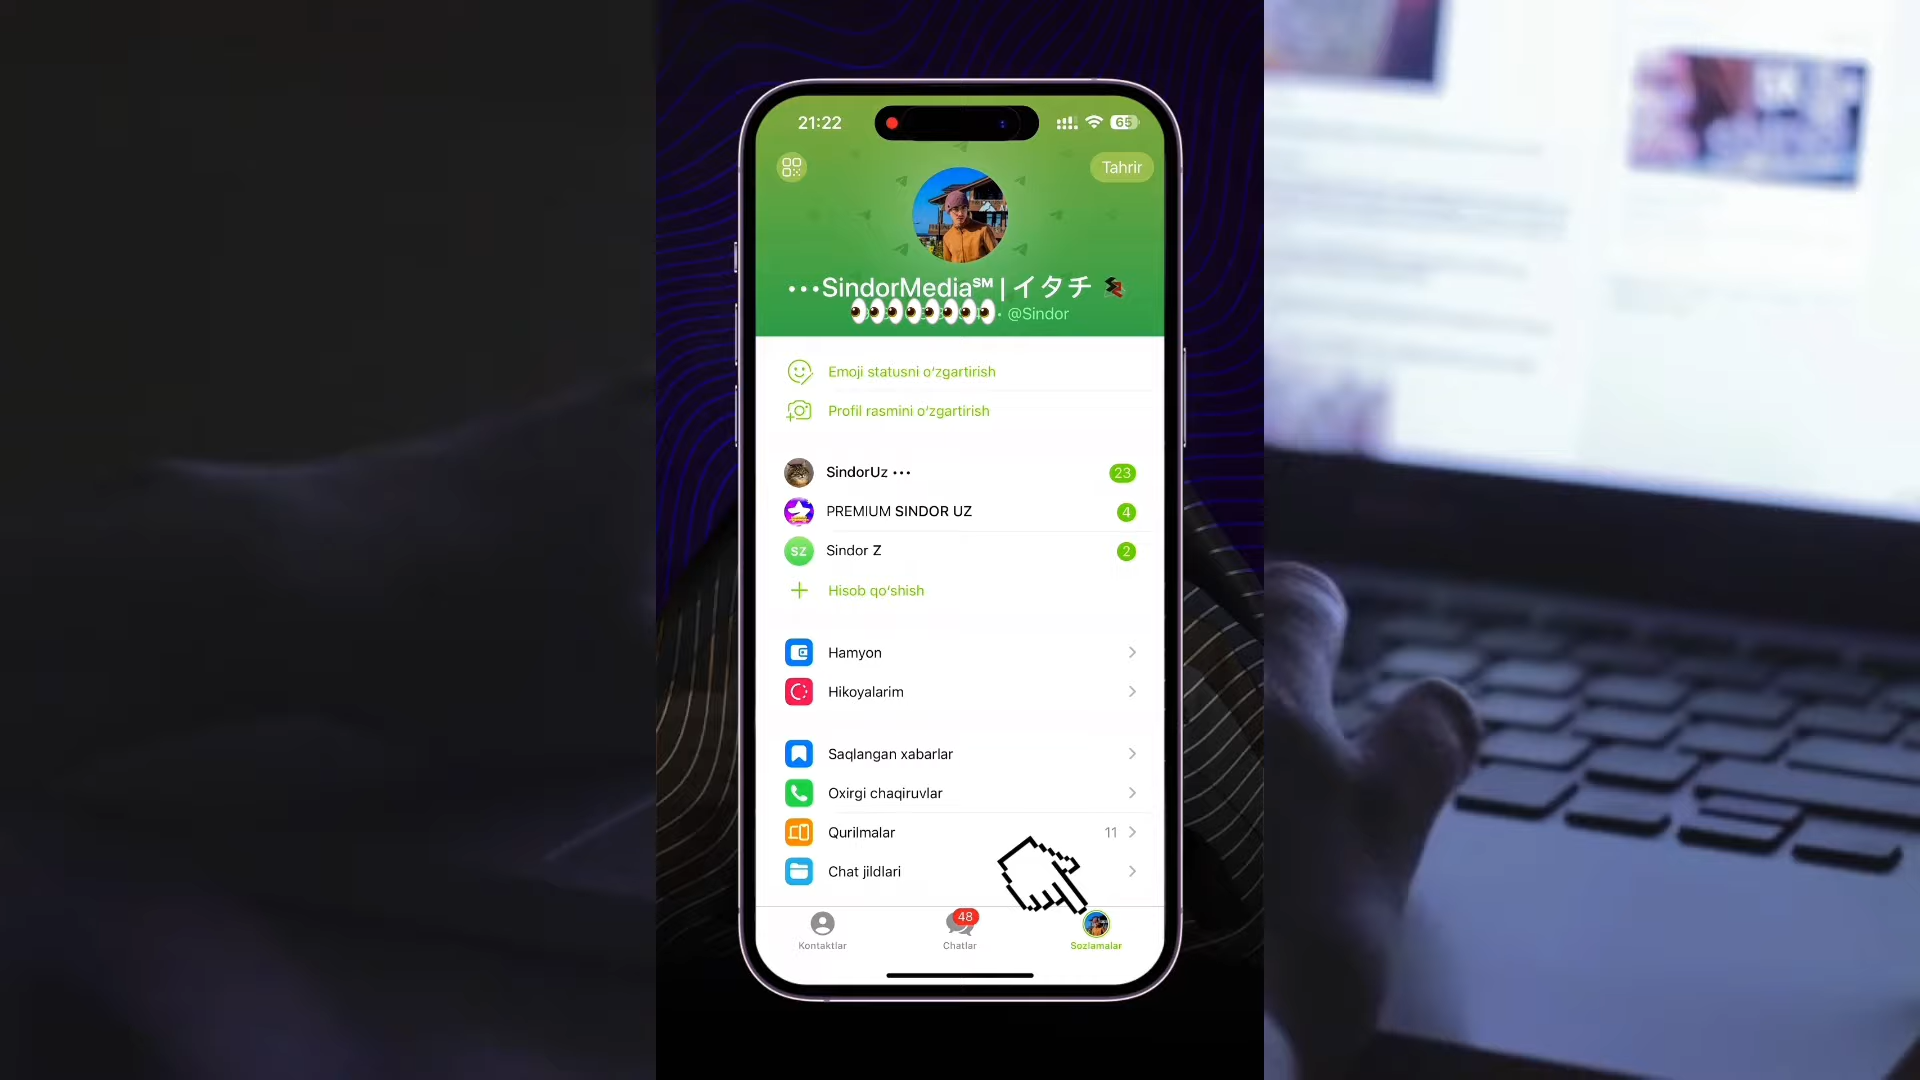 21:22
65
Tahrir
•••SindorMedia℠ | イタチ
· @Sindor
Emoji statusni o‘zgartirish
Profil rasmini o‘zgartirish
SindorUz •••
23
PREMIUM SINDOR UZ
4
SZ
Sindor Z
2
Hisob qo‘shish
Hamyon
Hikoyalarim
Saqlangan xabarlar
Oxirgi chaqiruvlar
Qurilmalar
11
Chat jildlari
48
Kontaktlar
Chatlar
Sozlamalar